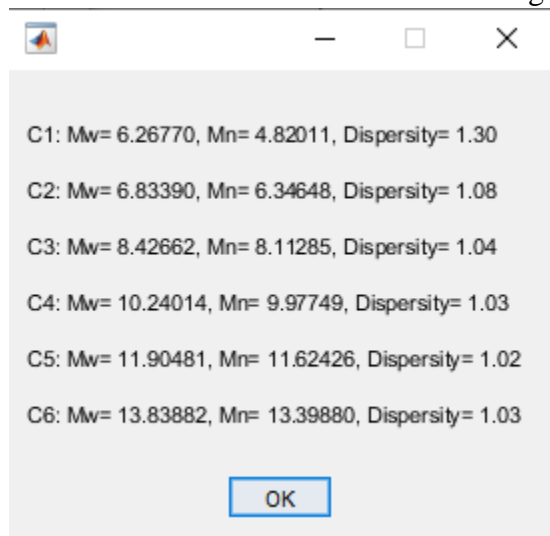 C1: Mw= 6.26770, Mn= 4.82011, Dispersity= 1.30
C2: Mw= 6.83390, Mn= 6.34648, Dispersity= 1.08
C3: Mw= 8.42662, Mn= 8.11285, Dispersity= 1.04
C4: Mw= 10.24014, Mn= 9.97749, Dispersity= 1.03
C5: Mw= 11.90481, Mn= 11.62426, Dispersity= 1.02
C6: Mw= 13.83882, Mn= 13.39880, Dispersity= 1.03
OK